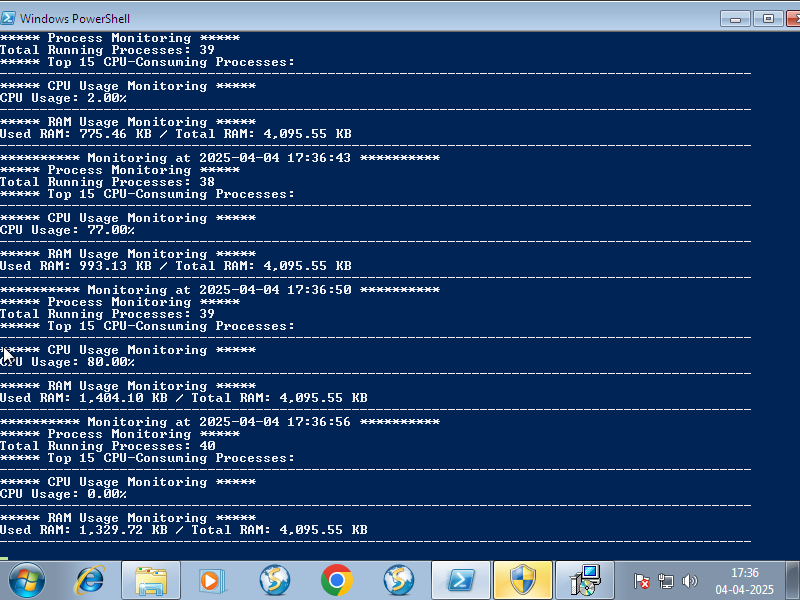 Windows PowerShell
***** Process Monitoring *****
Total Running Processes: 39
***** Top 15 CPU-Consuming Processes:
----------------------------------------------------------------------------------------------
***** CPU Usage Monitoring *****
CPU Usage: 2.00%
----------------------------------------------------------------------------------------------
***** RAM Usage Monitoring *****
Used RAM: 775.46 KB / Total RAM: 4,095.55 KB
----------------------------------------------------------------------------------------------
********** Monitoring at 2025-04-04 17:36:43 **********
***** Process Monitoring *****
Total Running Processes: 38
***** Top 15 CPU-Consuming Processes:
----------------------------------------------------------------------------------------------
***** CPU Usage Monitoring *****
CPU Usage: 77.00%
----------------------------------------------------------------------------------------------
***** RAM Usage Monitoring *****
Used RAM: 993.13 KB / Total RAM: 4,095.55 KB
----------------------------------------------------------------------------------------------
********** Monitoring at 2025-04-04 17:36:50 **********
***** Process Monitoring *****
Total Running Processes: 39
***** Top 15 CPU-Consuming Processes:
----------------------------------------------------------------------------------------------
***** CPU Usage Monitoring *****
CPU Usage: 80.00%
----------------------------------------------------------------------------------------------
***** RAM Usage Monitoring *****
Used RAM: 1,404.10 KB / Total RAM: 4,095.55 KB
----------------------------------------------------------------------------------------------
********** Monitoring at 2025-04-04 17:36:56 **********
***** Process Monitoring *****
Total Running Processes: 40
***** Top 15 CPU-Consuming Processes:
----------------------------------------------------------------------------------------------
***** CPU Usage Monitoring *****
CPU Usage: 0.00%
----------------------------------------------------------------------------------------------
***** RAM Usage Monitoring *****
Used RAM: 1,329.72 KB / Total RAM: 4,095.55 KB
----------------------------------------------------------------------------------------------
17:36
04-04-2025